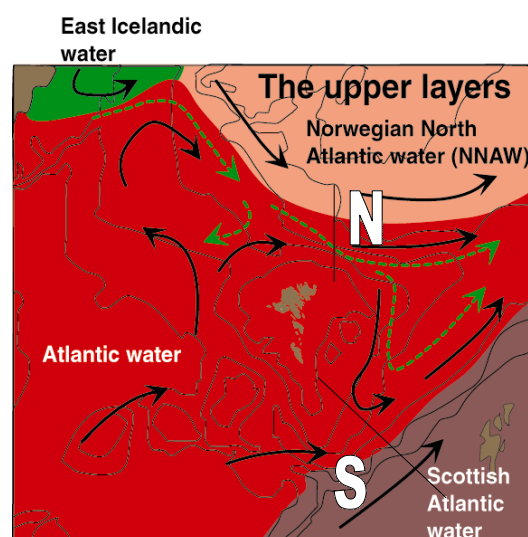 East Icelandic
water
The upper layers
Norwegian North
Atlantic water (NNAW)
N
Atlantic water
S
Scottish
Atlantic
water